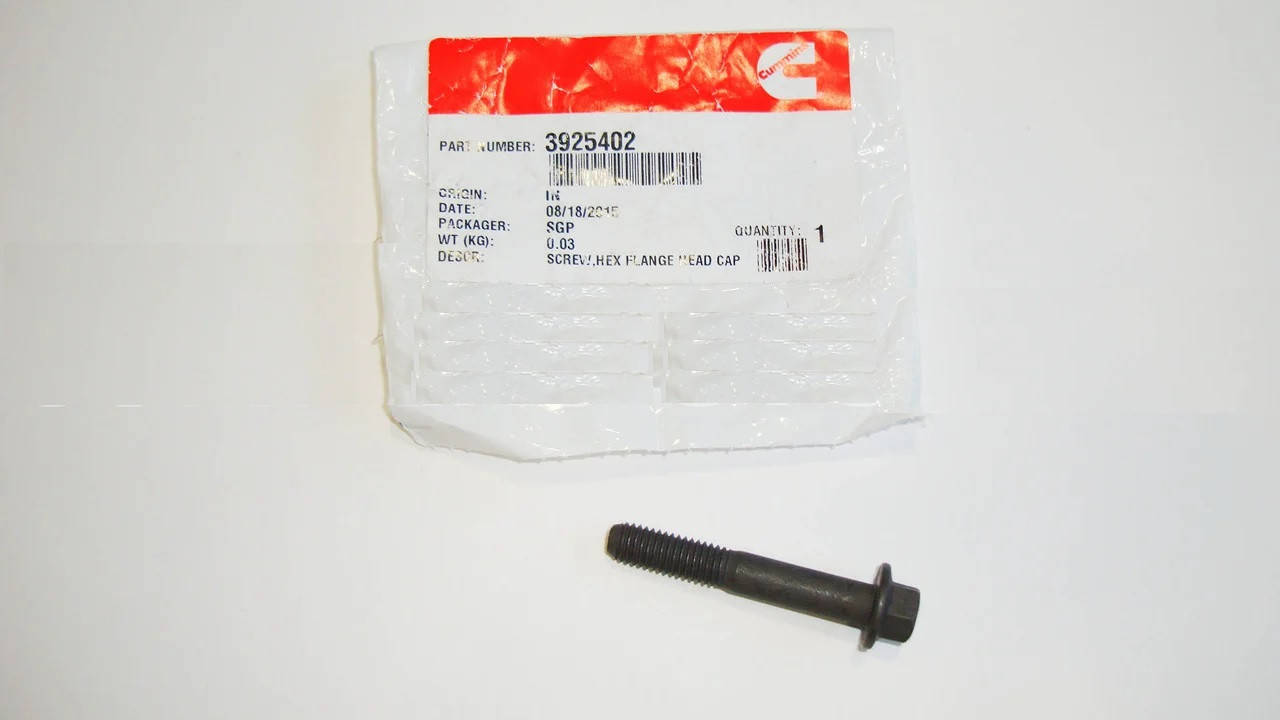 Cummins
PART NUMBER: 3925402
ORIGIN: IN
DATE: 08/18/2015
PACKAGER: SGP
QUANTITY: 1
WT (KG): 0.03
DESCR: SCREW,HEX FLANGE HEAD CAP